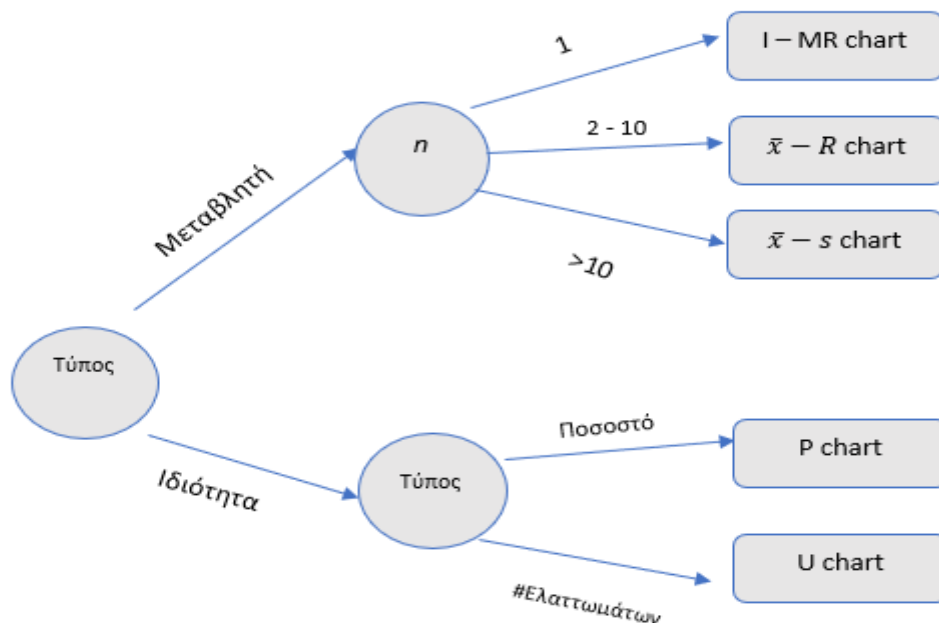 I – MR chart
1
2 - 10
n
x̄ – R chart
Μεταβλητή
x̄ – s chart
>10
Τύπος
Ποσοστό
P chart
Ιδιότητα
Τύπος
U chart
#Ελαττωμάτων